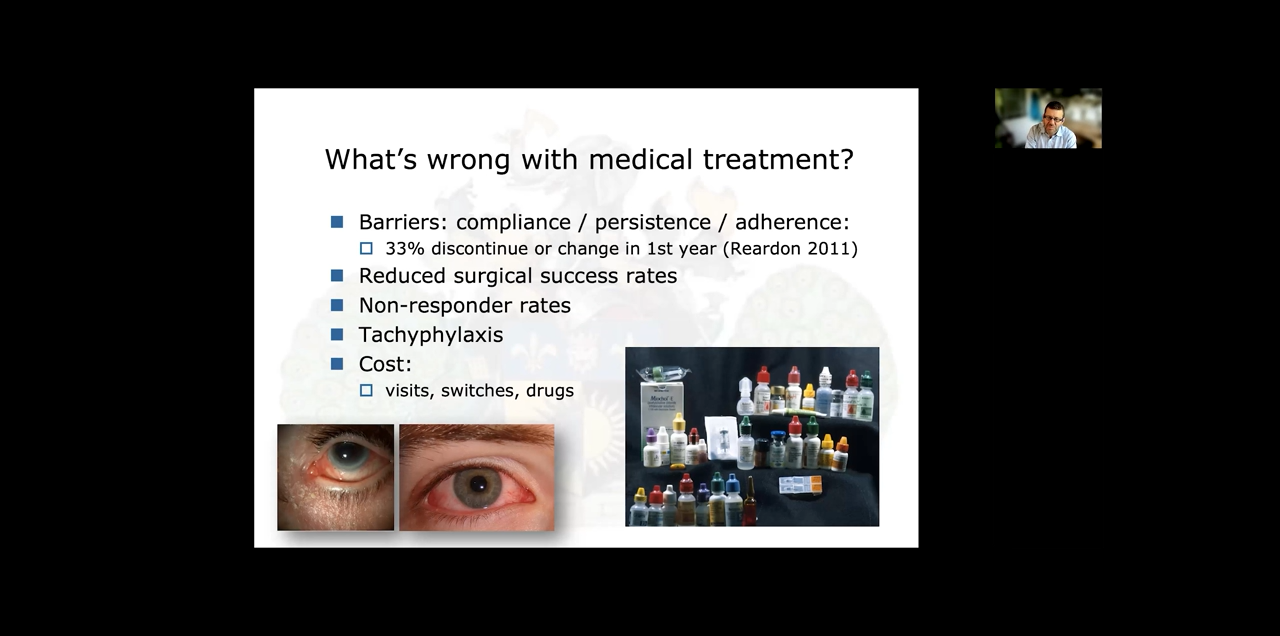 What's wrong with medical treatment?
Barriers: compliance / persistence / adherence:
33% discontinue or change in 1st year (Reardon 2011)
Reduced surgical success rates
Non-responder rates
Tachyphylaxis
Cost:
visits, switches, drugs